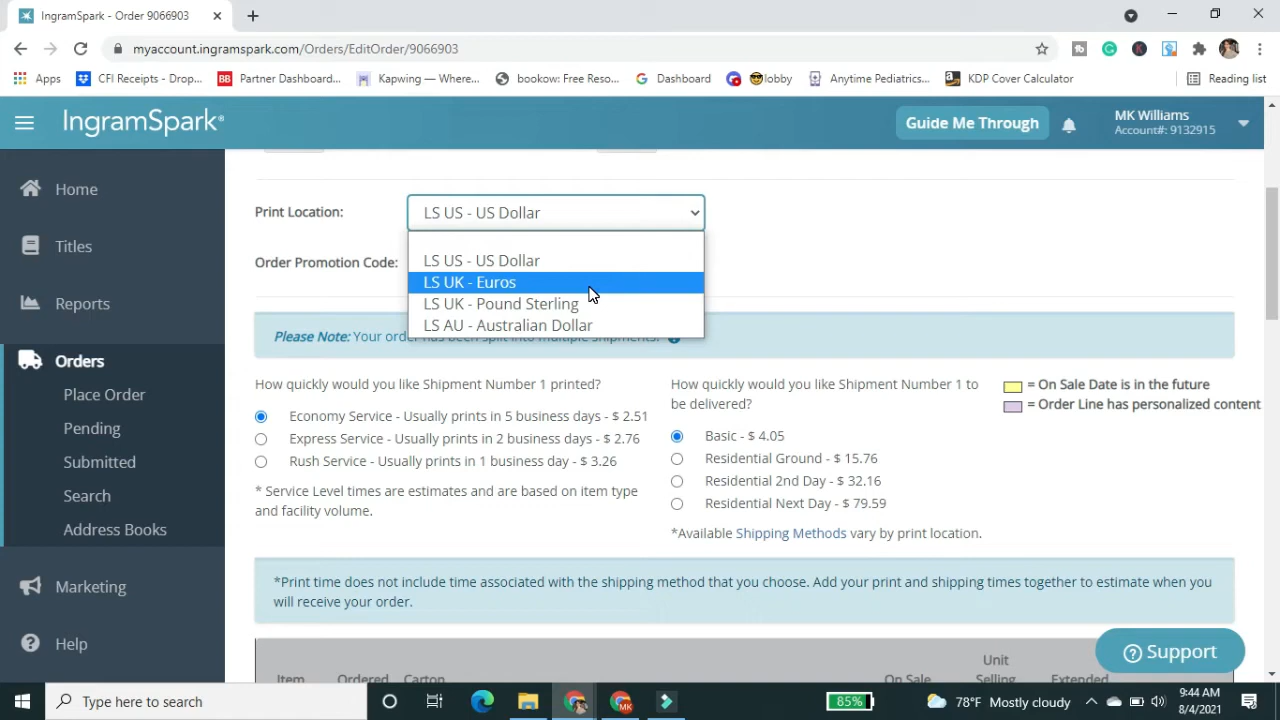 IngramSpark - Order 9066903
myaccount.ingramspark.com/Orders/EditOrder/9066903
Apps
CFI Receipts - Drop...
BB
Partner Dashboard...
Kapwing — Where...
bookow: Free Reso...
Dashboard
lobby
Anytime Pediatrics...
KDP Cover Calculator
Reading list
IngramSpark®
Guide Me Through
MK Williams
Account#: 9132915
Home
Titles
Reports
Orders
Place Order
Pending
Submitted
Search
Address Books
Marketing
Help
Print Location:
LS US - US Dollar
LS US - US Dollar
LS UK - Euros
LS UK - Pound Sterling
LS AU - Australian Dollar
Order Promotion Code:
Please Note: Your order has been split into multiple shipments.
How quickly would you like Shipment Number 1 printed?
Economy Service - Usually prints in 5 business days - $ 2.51
Express Service - Usually prints in 2 business days - $ 2.76
Rush Service - Usually prints in 1 business day - $ 3.26
* Service Level times are estimates and are based on item type
and facility volume.
How quickly would you like Shipment Number 1 to
be delivered?
Basic - $ 4.05
Residential Ground - $ 15.76
Residential 2nd Day - $ 32.16
Residential Next Day - $ 79.59
*Available Shipping Methods vary by print location.
= On Sale Date is in the future
= Order Line has personalized content
*Print time does not include time associated with the shipping method that you choose. Add your print and shipping times together to estimate when you
will receive your order.
Item
Ordered
Carton
On Sale
Unit
Selling
Extended
Support
Type here to search
MK
85%
78°F Mostly cloudy
9:44 AM
8/4/2021